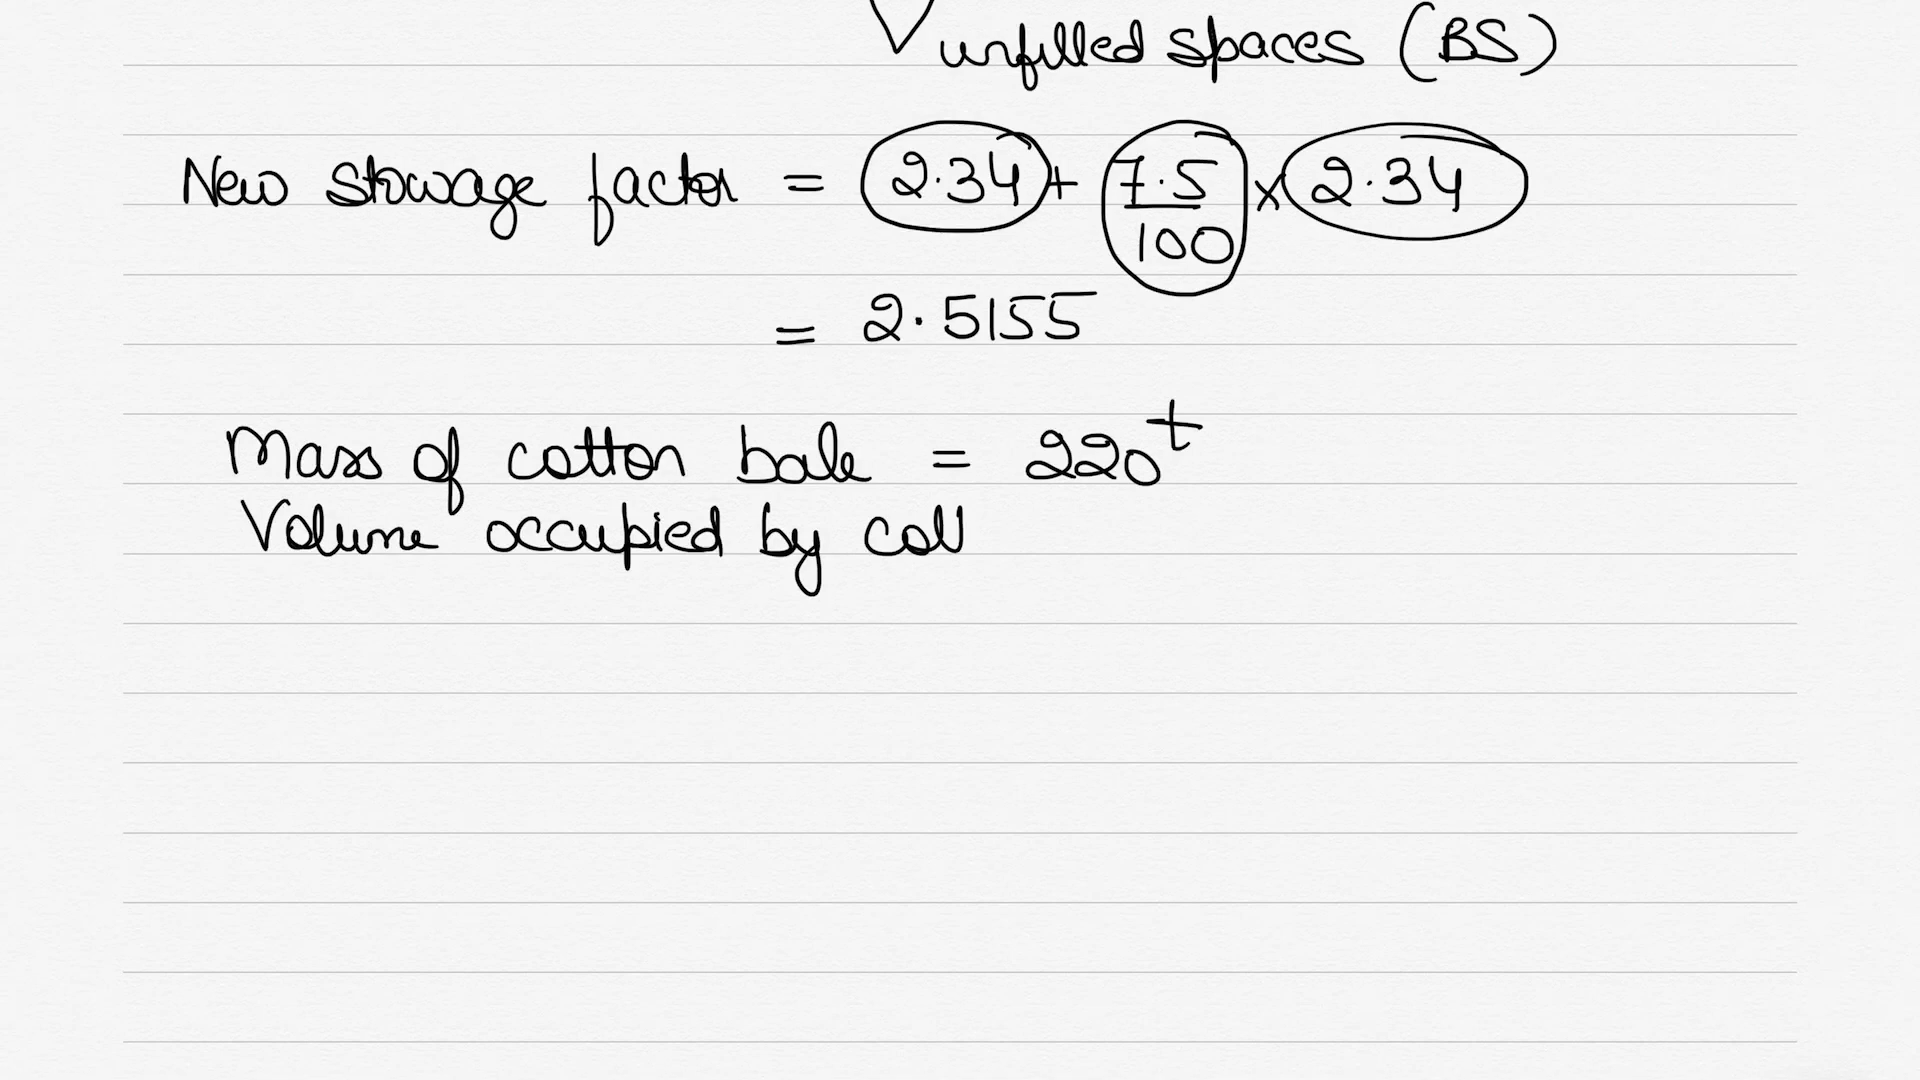 unfilled spaces (BS)
New stowage factor = 2.34 + 7.5/100 × 2.34
= 2.5155
Mass of cotton bale = 220t
Volume occupied by cott